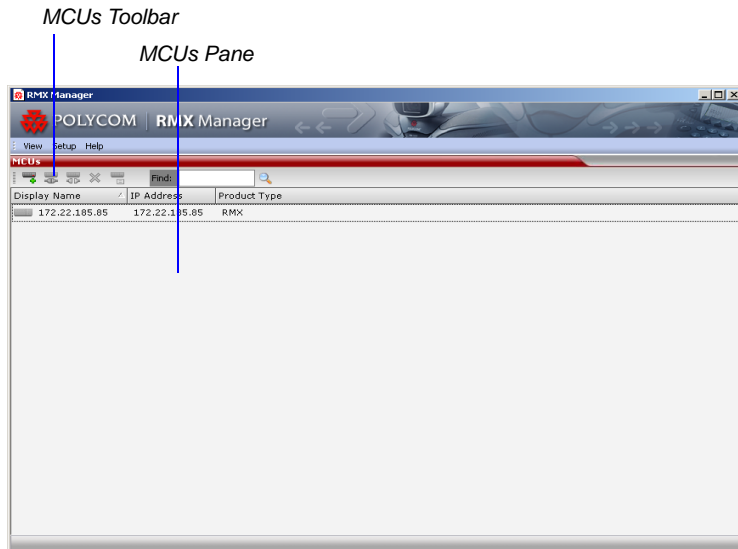 MCUs Toolbar
MCUs Pane
RMX Manager
POLYCOM | RMX Manager
View Setup Help
MCUs
Find:
Display Name IP Address Product Type
172.22.185.85 172.22.185.85 RMX